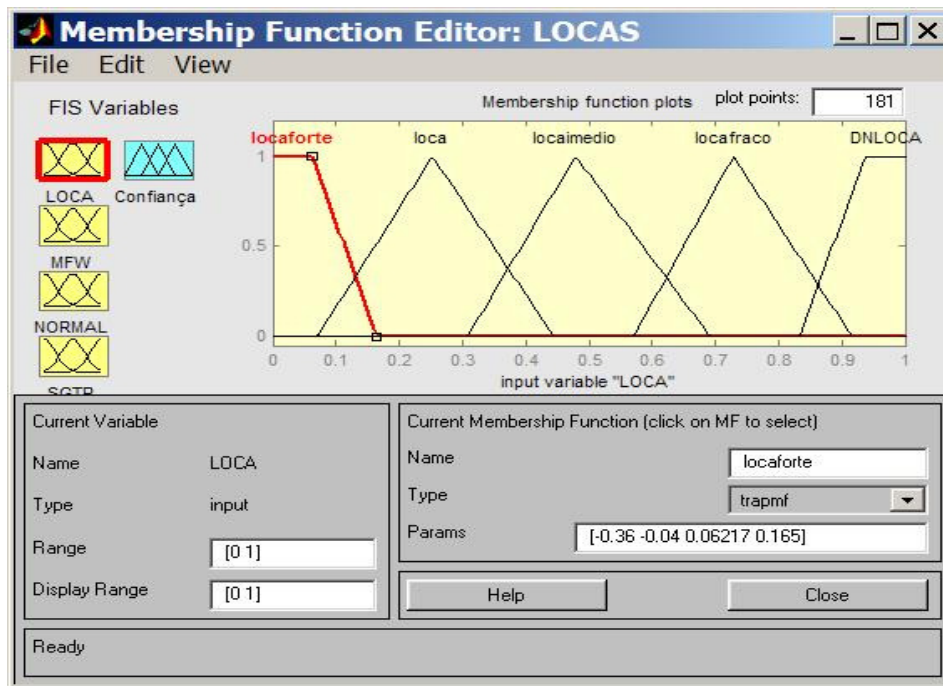 Membership Function Editor: LOCAS
File Edit View
FIS Variables
Membership function plots plot points: 181
locaforte loca locaimedio locafraco DNLOCA
1
0.5
0
0 0.1 0.2 0.3 0.4 0.5 0.6 0.7 0.8 0.9 1
input variable "LOCA"
LOCA Confiança
MFW
NORMAL
SGTR
Current Variable
Name LOCA
Type input
Range [0 1]
Display Range [0 1]
Current Membership Function (click on MF to select)
Name locaforte
Type trapmf
Params [-0.36 -0.04 0.06217 0.165]
Help Close
Ready